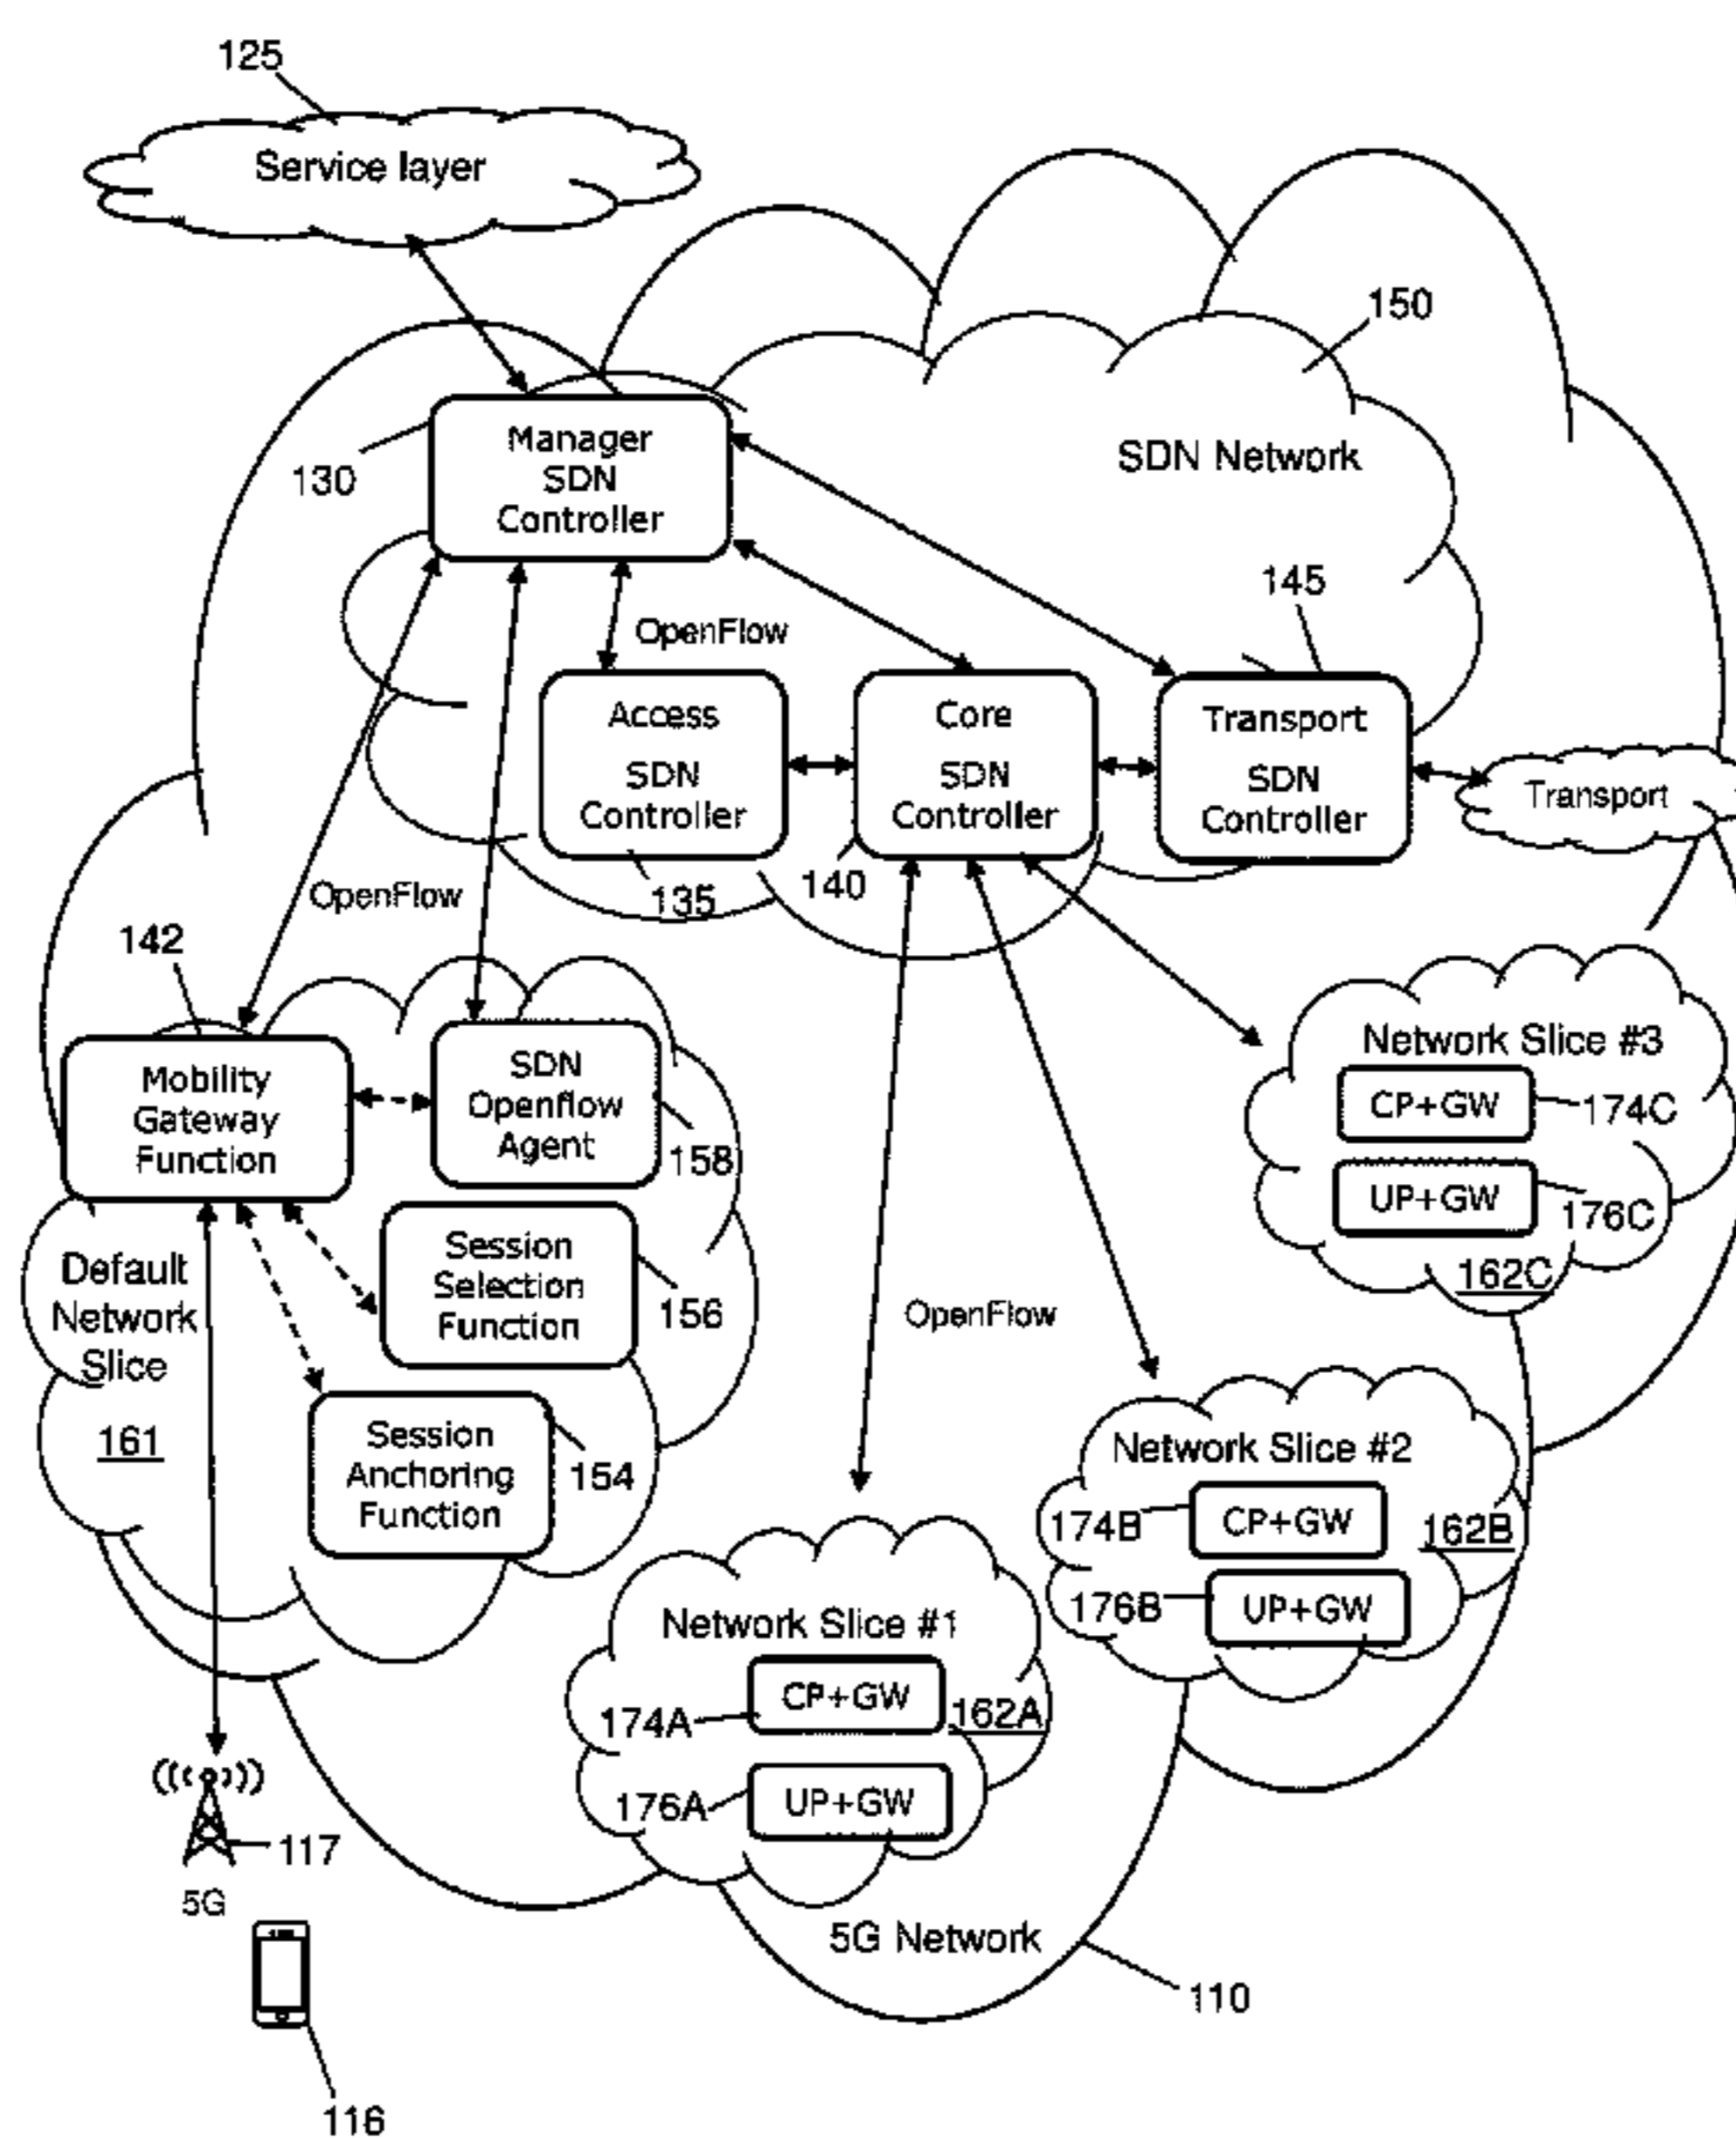 125
Service layer
150
SDN Network
Manager
SDN
Controller
130
145
OpenFlow
Access
SDN
Controller
Core
SDN
Controller
Transport
SDN
Controller
Transport
135
140
OpenFlow
142
Mobility
Gateway
Function
SDN
Openflow
Agent
158
Network Slice #3
CP+GW
174C
UP+GW
176C
162C
Default
Network
Slice
161
Session
Selection
Function
156
OpenFlow
Session
Anchoring
Function
154
Network Slice #2
174B
CP+GW
162B
176B
UP+GW
Network Slice #1
CP+GW
174A
162A
176A
UP+GW
117
5G
5G Network
110
116